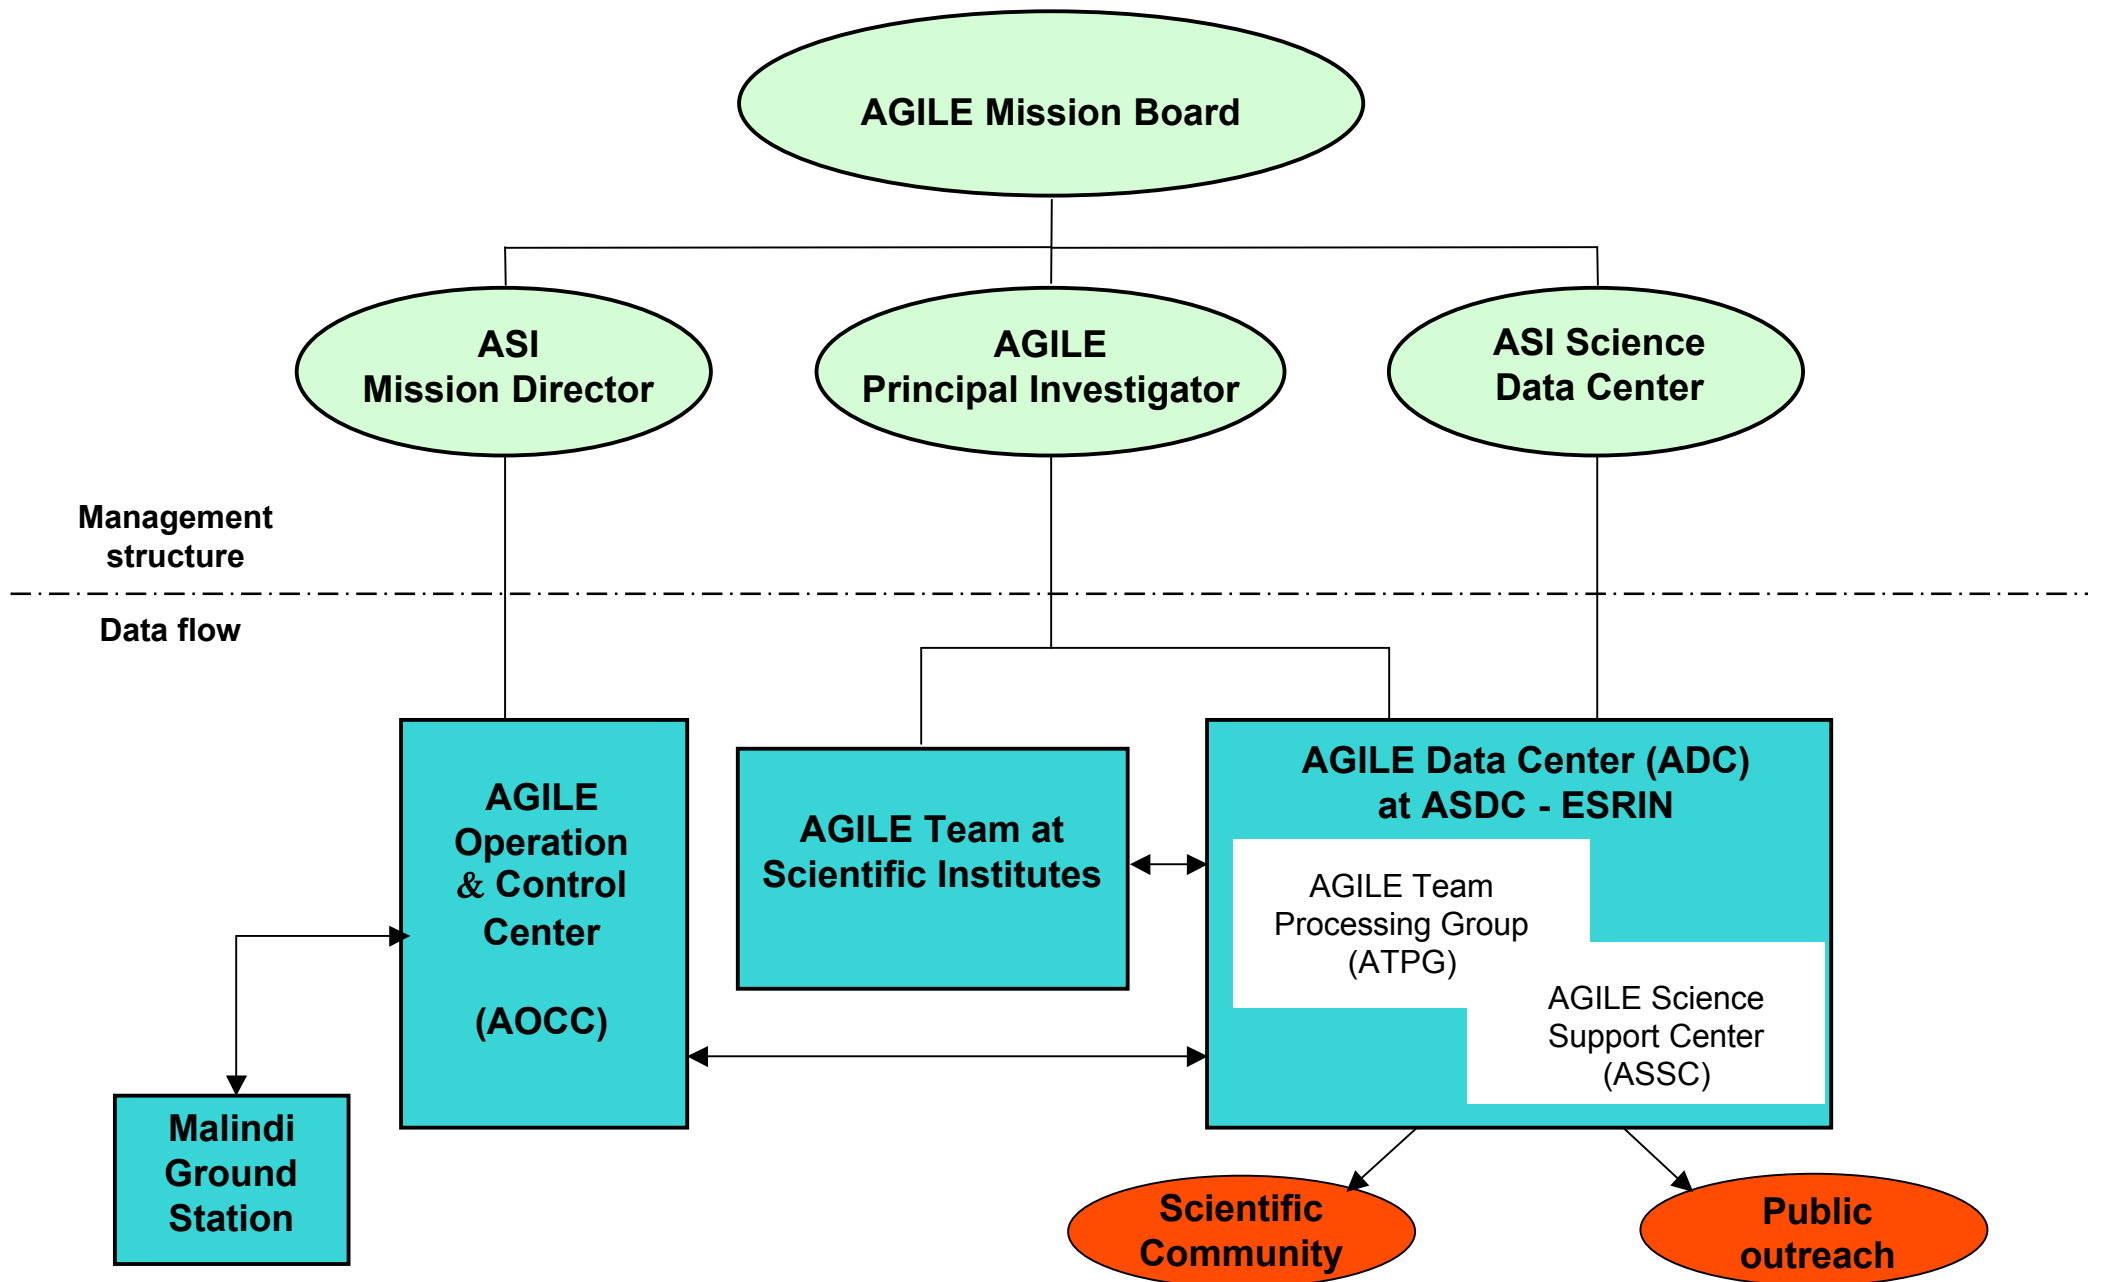 AGILE Mission Board
ASI
Mission Director
AGILE
Principal Investigator
ASI Science
Data Center
Management
structure
Data flow
AGILE
Operation
& Control
Center
(AOCC)
AGILE Team at
Scientific Institutes
AGILE Data Center (ADC)
at ASDC - ESRIN
AGILE Team
Processing Group
(ATPG)
AGILE Science
Support Center
(ASSC)
Malindi
Ground
Station
Scientific
Community
Public
outreach